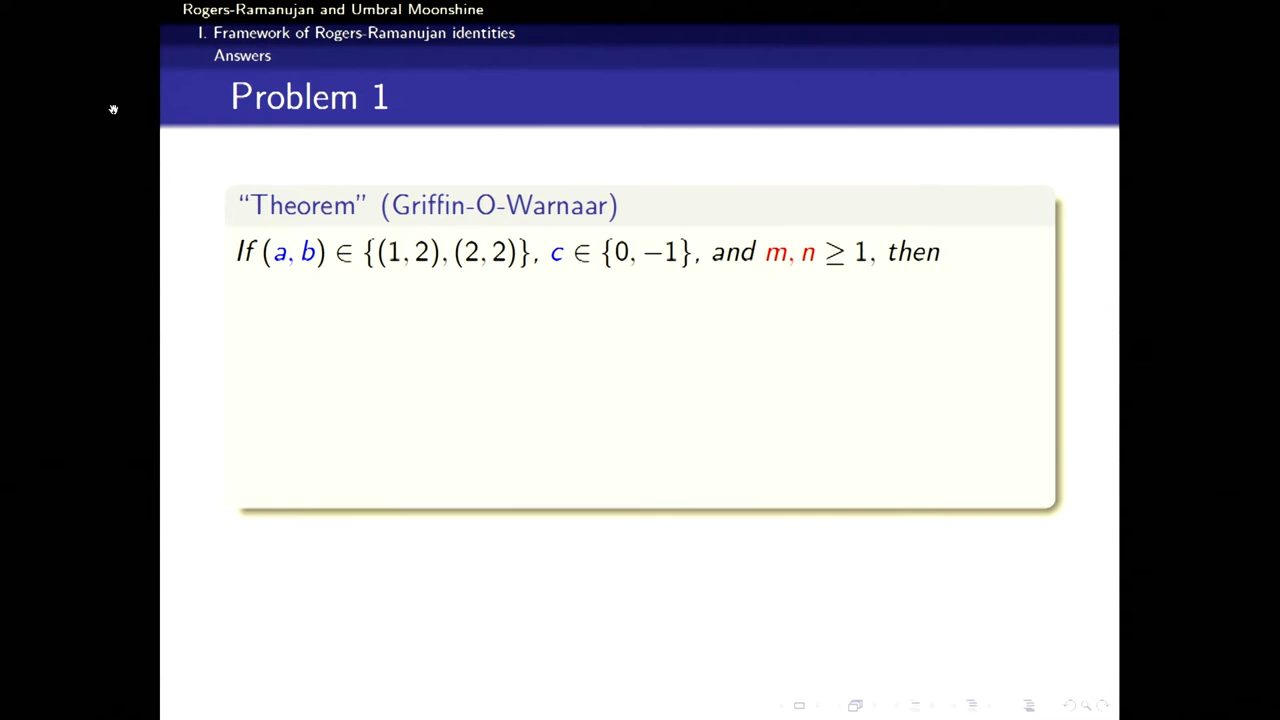 Rogers-Ramanujan and Umbral Moonshine
I. Framework of Rogers-Ramanujan identities
Answers
Problem 1
“Theorem” (Griffin-O-Warnaar)
If (a, b) ∈ {(1, 2), (2, 2)}, c ∈ {0, −1}, and m, n ≥ 1, then